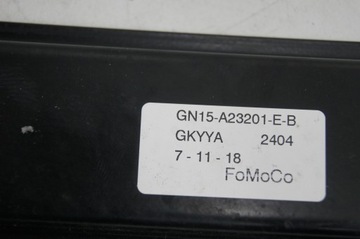 GN15-A23201-E-B
GKYYA 2404
7 - 11 - 18
FoMoCo